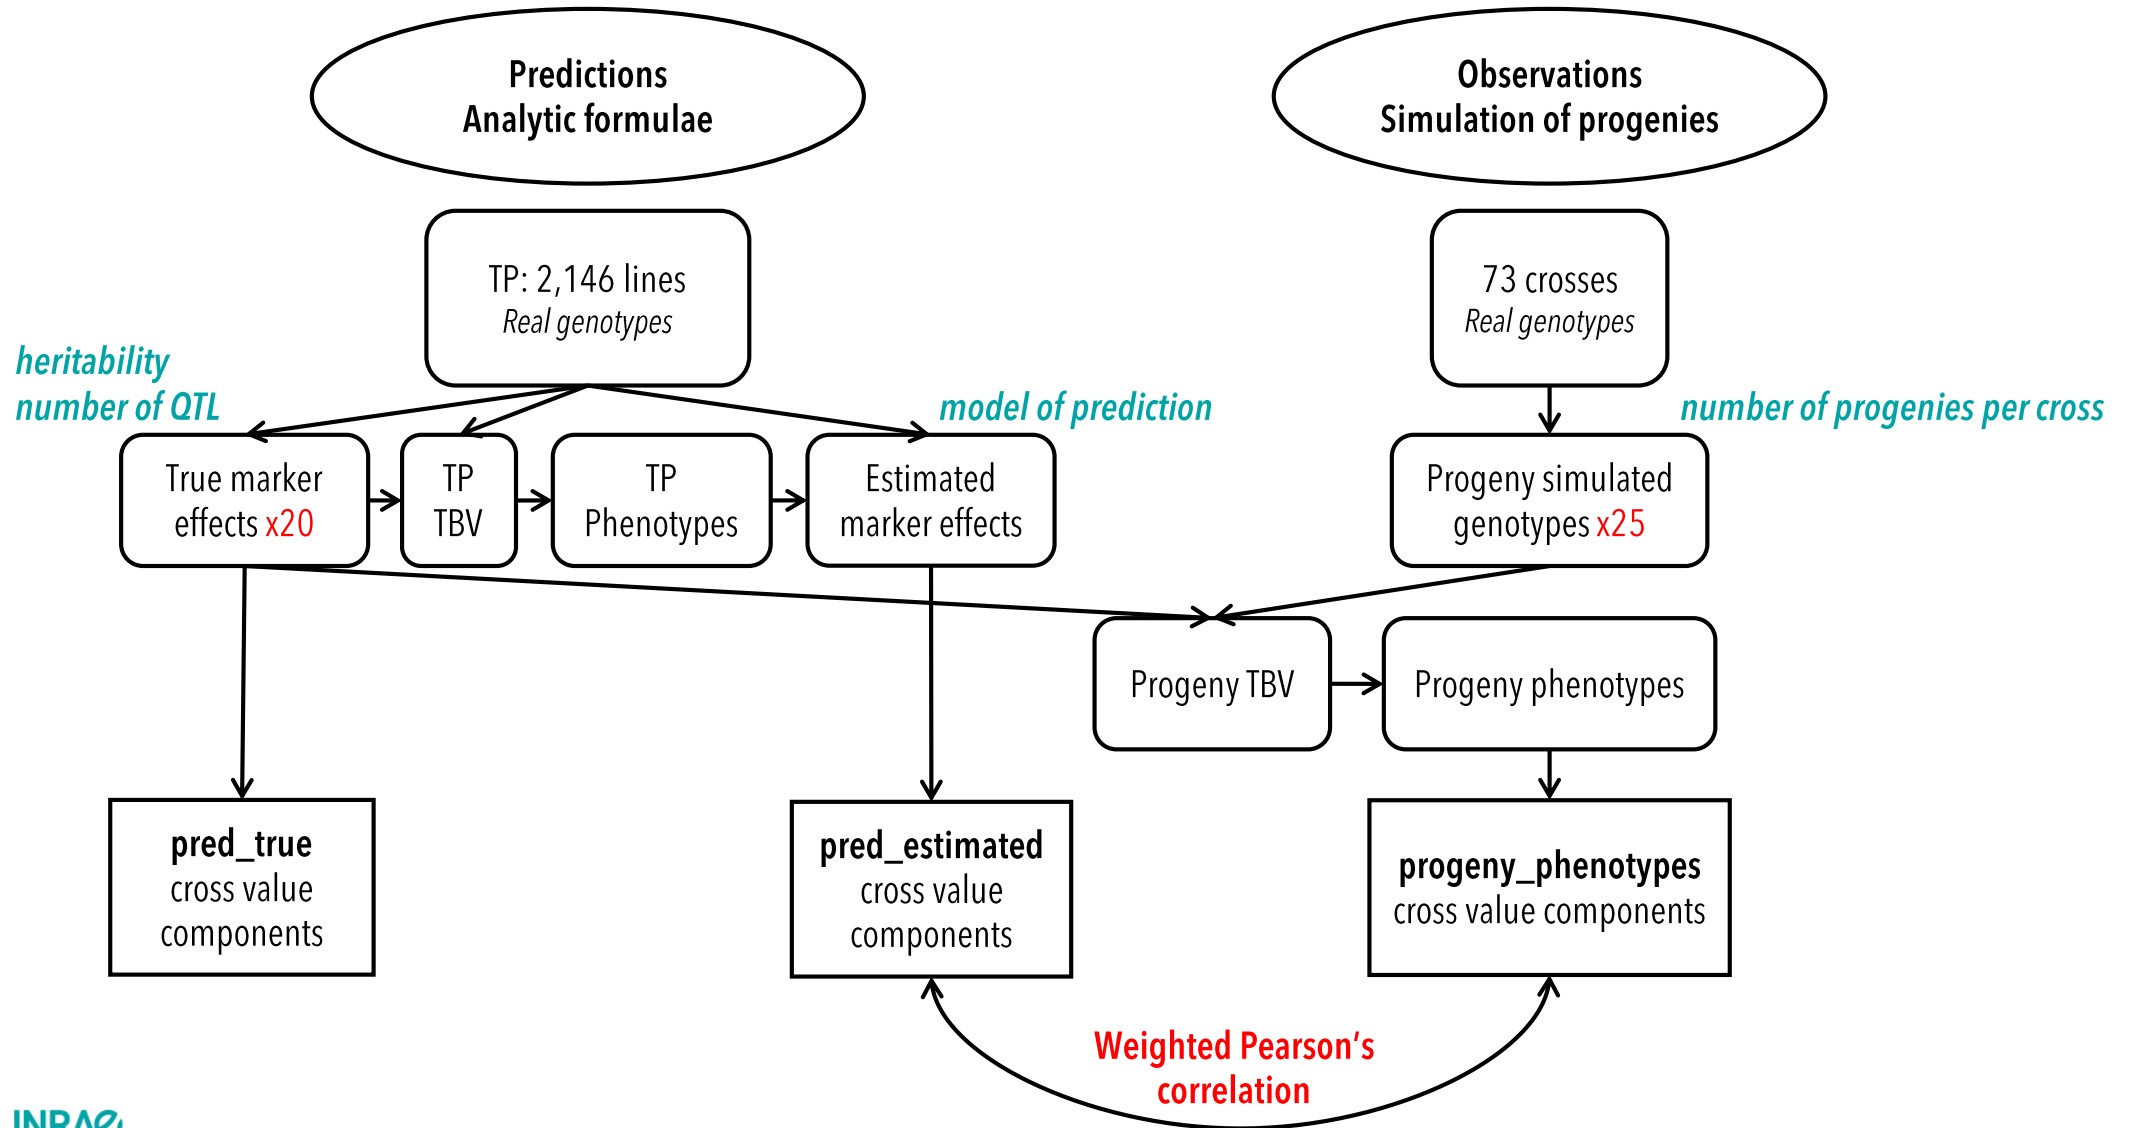 Predictions
Analytic formulae
Observations
Simulation of progenies
TP: 2,146 lines
Real genotypes
73 crosses
Real genotypes
heritability
number of QTL
model of prediction
number of progenies per cross
True marker
effects x20
TP
TBV
TP
Phenotypes
Estimated
marker effects
Progeny simulated
genotypes x25
Progeny TBV
Progeny phenotypes
pred_true
cross value
components
pred_estimated
cross value
components
progeny_phenotypes
cross value components
Weighted Pearson's
correlation
INRAe